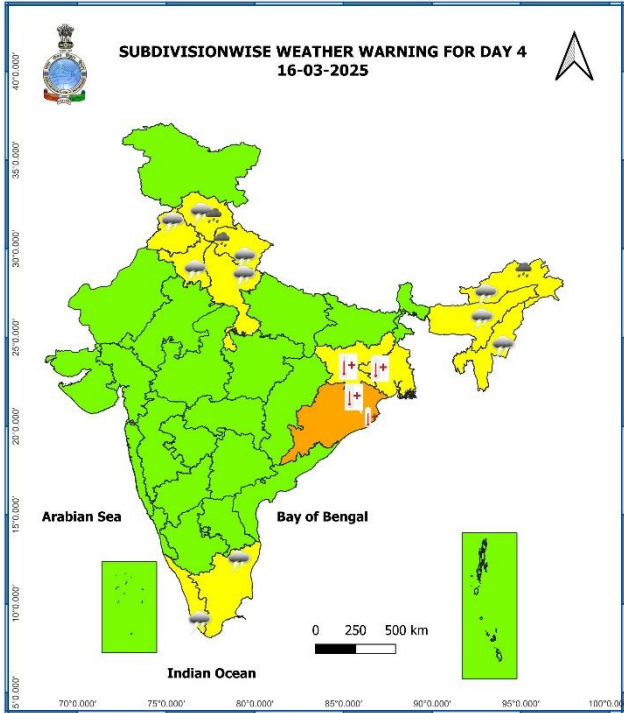 SUBDIVISIONWISE WEATHER WARNING FOR DAY 4
16-03-2025
40°0.000'
35°0.000'
30°0.000'
25°0.000'
20°0.000'
15°0.000'
10°0.000'
5°0.000'
Arabian Sea
Bay of Bengal
0 250 500 km
Indian Ocean
70°0.000' 75°0.000' 80°0.000' 85°0.000' 90°0.000' 95°0.000'